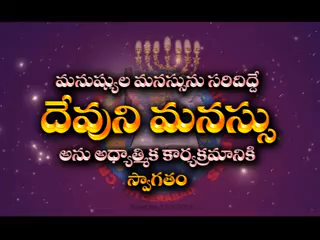 మనుష్యుల మనస్సును సరిదిద్దే
దేవుని మనస్సు
అను అధ్యాత్మిక కార్యక్రమానికి
స్వాగతం